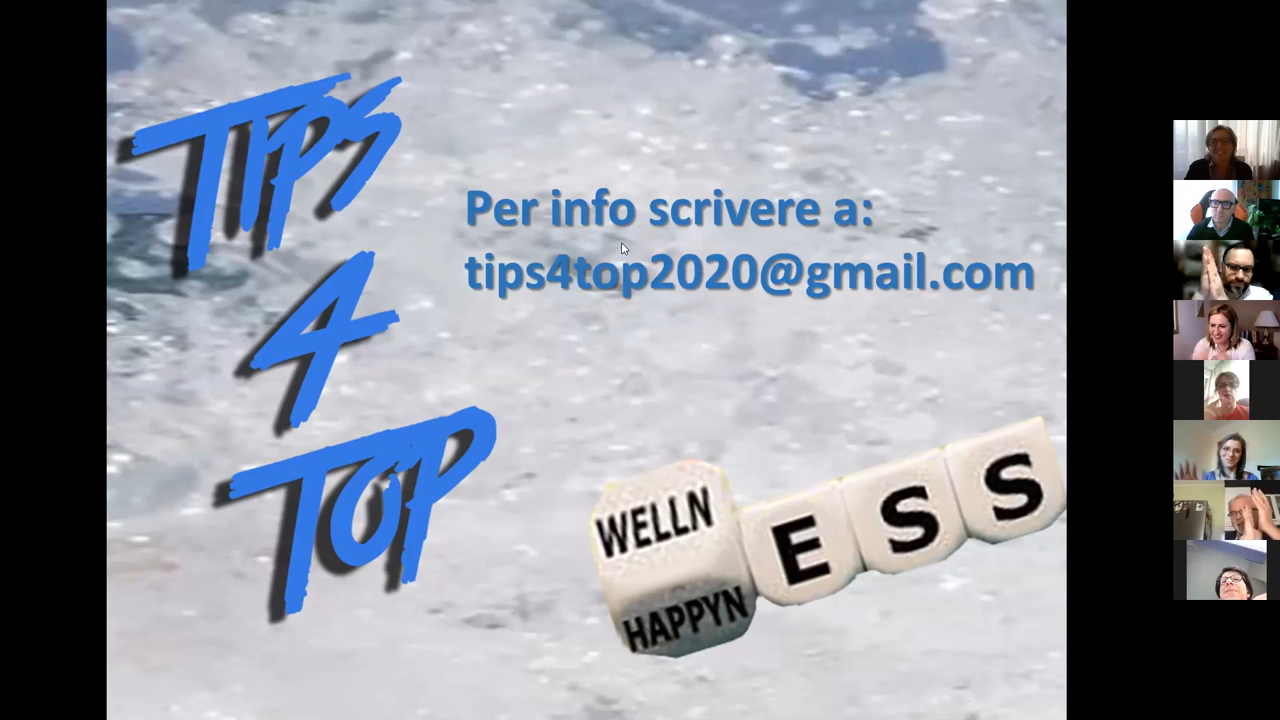 TIPS
4
TOP
Per info scrivere a:
tips4top2020@gmail.com
WELLN
HAPPYN
E S S